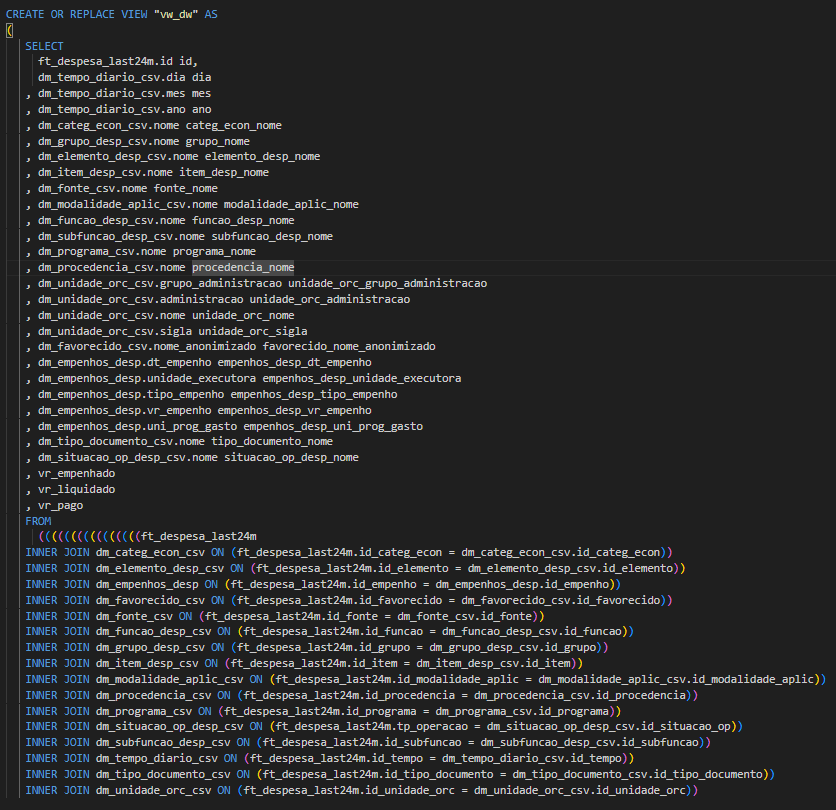 CREATE OR REPLACE VIEW "vw_dw" AS
(
SELECT
ft_despesa_last24m.id id,
dm_tempo_diario_csv.dia dia
, dm_tempo_diario_csv.mes mes
, dm_tempo_diario_csv.ano ano
, dm_categ_econ_csv.nome categ_econ_nome
, dm_grupo_desp_csv.nome grupo_nome
, dm_elemento_desp_csv.nome elemento_desp_nome
, dm_item_desp_csv.nome item_desp_nome
, dm_fonte_csv.nome fonte_nome
, dm_modalidade_aplic_csv.nome modalidade_aplic_nome
, dm_funcao_desp_csv.nome funcao_desp_nome
, dm_subfuncao_desp_csv.nome subfuncao_desp_nome
, dm_programa_csv.nome programa_nome
, dm_procedencia_csv.nome procedencia_nome
, dm_unidade_orc_csv.grupo_administracao unidade_orc_grupo_administracao
, dm_unidade_orc_csv.administracao unidade_orc_administracao
, dm_unidade_orc_csv.nome unidade_orc_nome
, dm_unidade_orc_csv.sigla unidade_orc_sigla
, dm_favorecido_csv.nome_anonimizado favorecido_nome_anonimizado
, dm_empenhos_desp.dt_empenho empenhos_desp_dt_empenho
, dm_empenhos_desp.unidade_executora empenhos_desp_unidade_executora
, dm_empenhos_desp.tipo_empenho empenhos_desp_tipo_empenho
, dm_empenhos_desp.vr_empenho empenhos_desp_vr_empenho
, dm_empenhos_desp.uni_prog_gasto empenhos_desp_uni_prog_gasto
, dm_tipo_documento_csv.nome tipo_documento_nome
, dm_situacao_op_desp_csv.nome situacao_op_desp_nome
, vr_empenhado
, vr_liquidado
, vr_pago
FROM
((((((((((((((((ft_despesa_last24m
INNER JOIN dm_categ_econ_csv ON (ft_despesa_last24m.id_categ_econ = dm_categ_econ_csv.id_categ_econ))
INNER JOIN dm_elemento_desp_csv ON (ft_despesa_last24m.id_elemento = dm_elemento_desp_csv.id_elemento))
INNER JOIN dm_empenhos_desp ON (ft_despesa_last24m.id_empenho = dm_empenhos_desp.id_empenho))
INNER JOIN dm_favorecido_csv ON (ft_despesa_last24m.id_favorecido = dm_favorecido_csv.id_favorecido))
INNER JOIN dm_fonte_csv ON (ft_despesa_last24m.id_fonte = dm_fonte_csv.id_fonte))
INNER JOIN dm_funcao_desp_csv ON (ft_despesa_last24m.id_funcao = dm_funcao_desp_csv.id_funcao))
INNER JOIN dm_grupo_desp_csv ON (ft_despesa_last24m.id_grupo = dm_grupo_desp_csv.id_grupo))
INNER JOIN dm_item_desp_csv ON (ft_despesa_last24m.id_item = dm_item_desp_csv.id_item))
INNER JOIN dm_modalidade_aplic_csv ON (ft_despesa_last24m.id_modalidade_aplic = dm_modalidade_aplic_csv.id_modalidade_aplic))
INNER JOIN dm_procedencia_csv ON (ft_despesa_last24m.id_procedencia = dm_procedencia_csv.id_procedencia))
INNER JOIN dm_programa_csv ON (ft_despesa_last24m.id_programa = dm_programa_csv.id_programa))
INNER JOIN dm_situacao_op_desp_csv ON (ft_despesa_last24m.tp_operacao = dm_situacao_op_desp_csv.id_situacao_op))
INNER JOIN dm_subfuncao_desp_csv ON (ft_despesa_last24m.id_subfuncao = dm_subfuncao_desp_csv.id_subfuncao))
INNER JOIN dm_tempo_diario_csv ON (ft_despesa_last24m.id_tempo = dm_tempo_diario_csv.id_tempo))
INNER JOIN dm_tipo_documento_csv ON (ft_despesa_last24m.id_tipo_documento = dm_tipo_documento_csv.id_tipo_documento))
INNER JOIN dm_unidade_orc_csv ON (ft_despesa_last24m.id_unidade_orc = dm_unidade_orc_csv.id_unidade_orc))